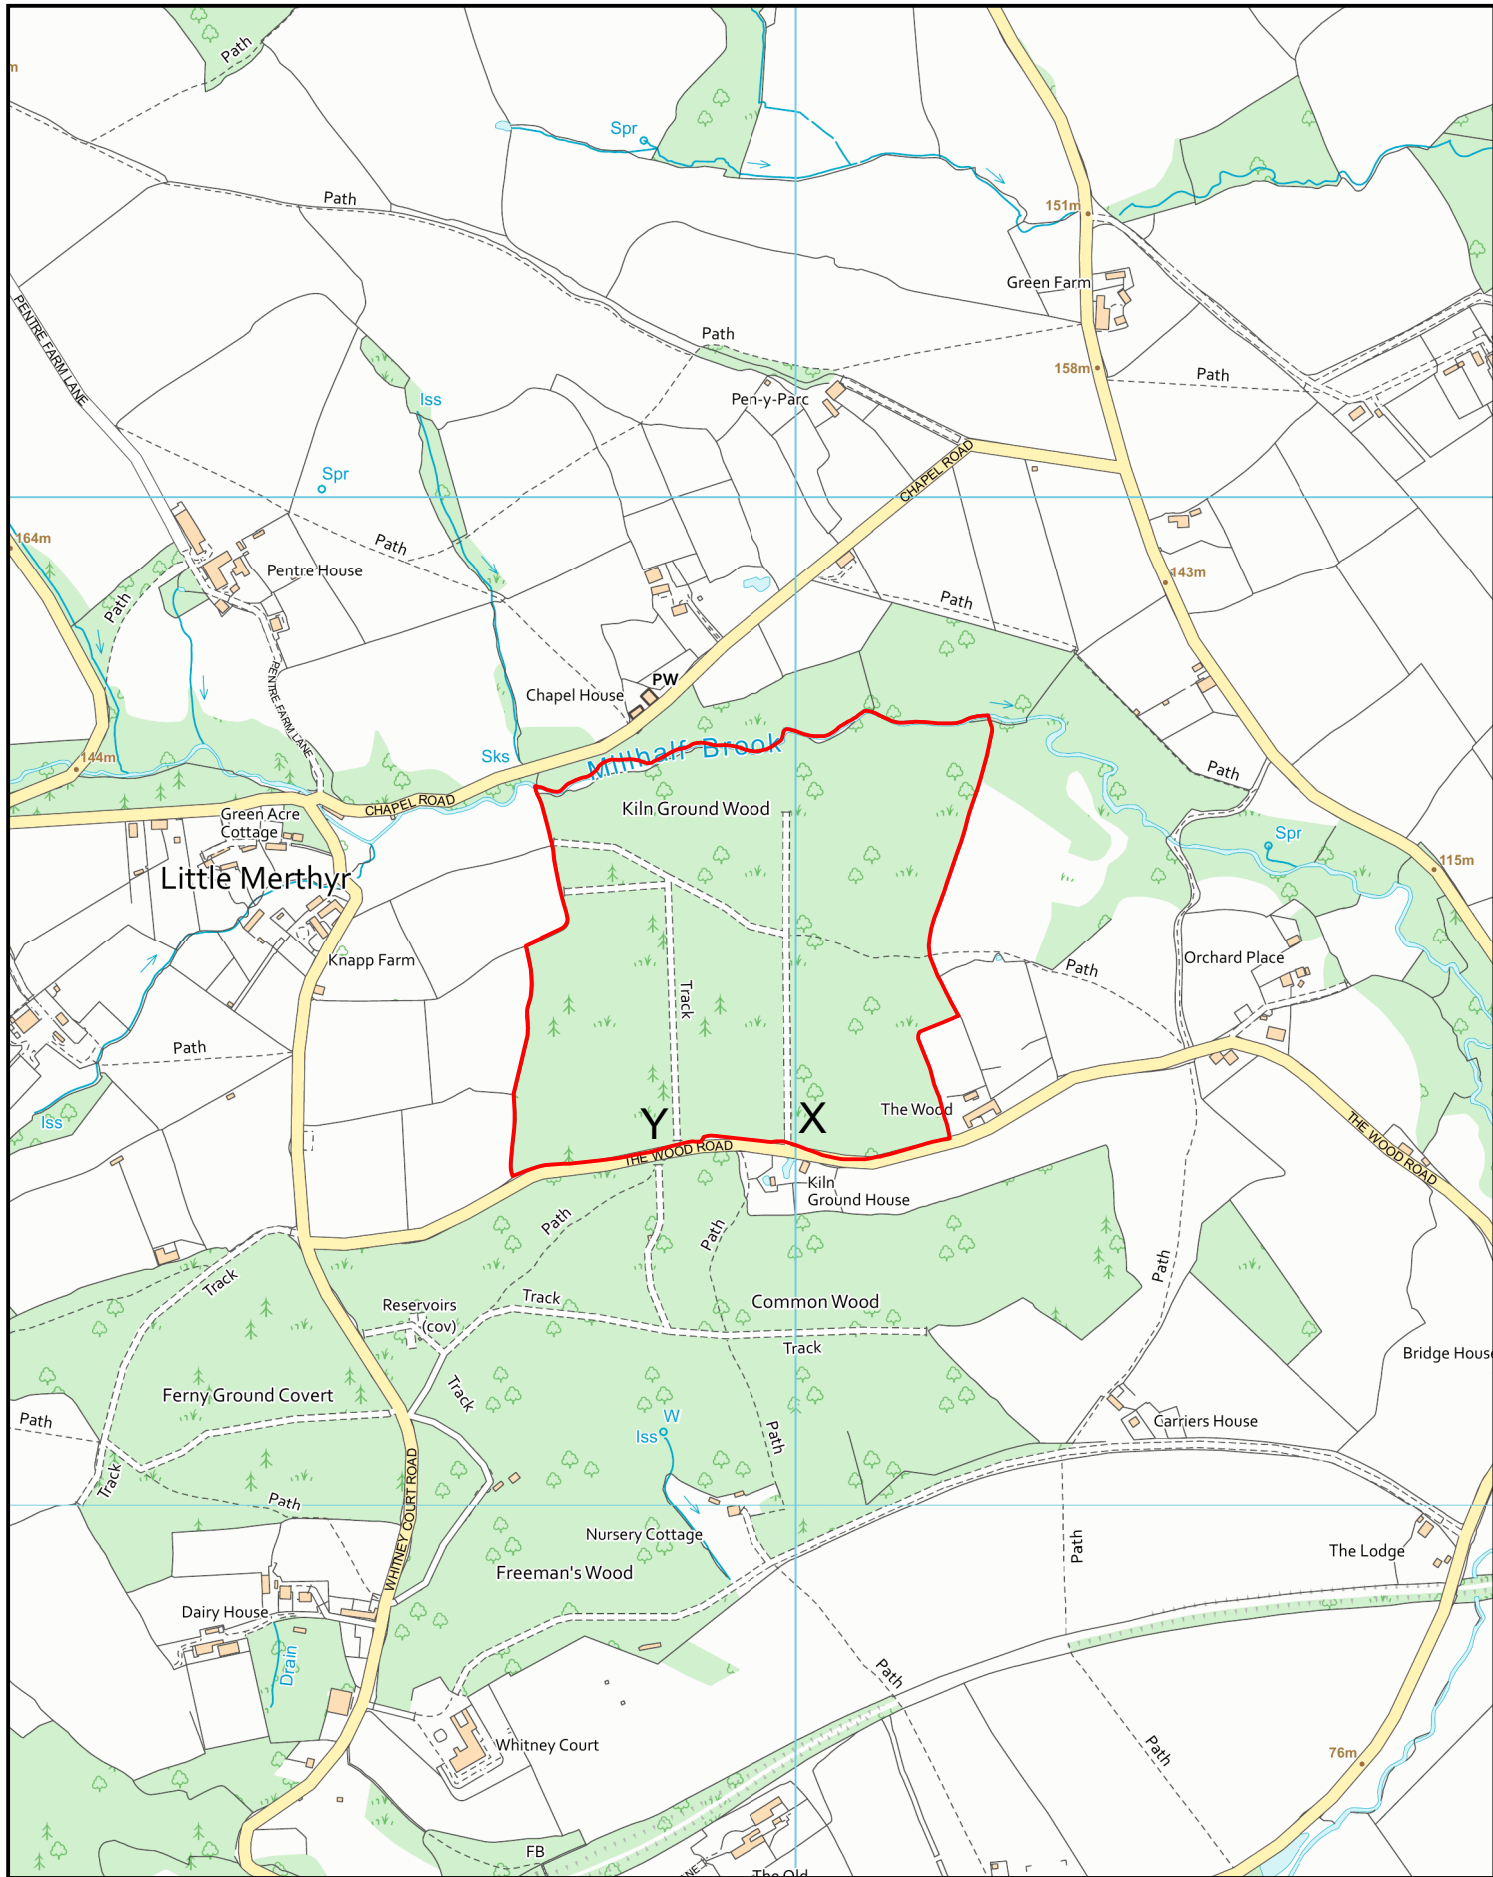 Path
m
Spr
Path
151m
Green Farm
PENTRE FARM LANE
Path
158m
Path
Iss
Pen-y-Parc
CHAPEL ROAD
Spr
164m
Path
Pentre House
143m
Path
Path
PENTRE FARM LANE
PW
Chapel House
Sks
Millhalf Brook
144m
Path
CHAPEL ROAD
Kiln Ground Wood
Green Acre
Cottage
Spr
115m
Little Merthyr
Knapp Farm
Orchard Place
Path
Track
Path
Iss
Y
X
The Wood
THE WOOD ROAD
THE WOOD ROAD
Kiln
Ground House
Path
Path
Path
Track
Reservoirs
(cov)
Track
Common Wood
Track
Bridge House
Ferny Ground Covert
Track
Path
W
Iss
Carriers House
Path
Track
Path
WHITNEY COURT ROAD
Nursery Cottage
Path
The Lodge
Freeman's Wood
Dairy House
Drain
Path
Whitney Court
Path
76m
FB
The Old